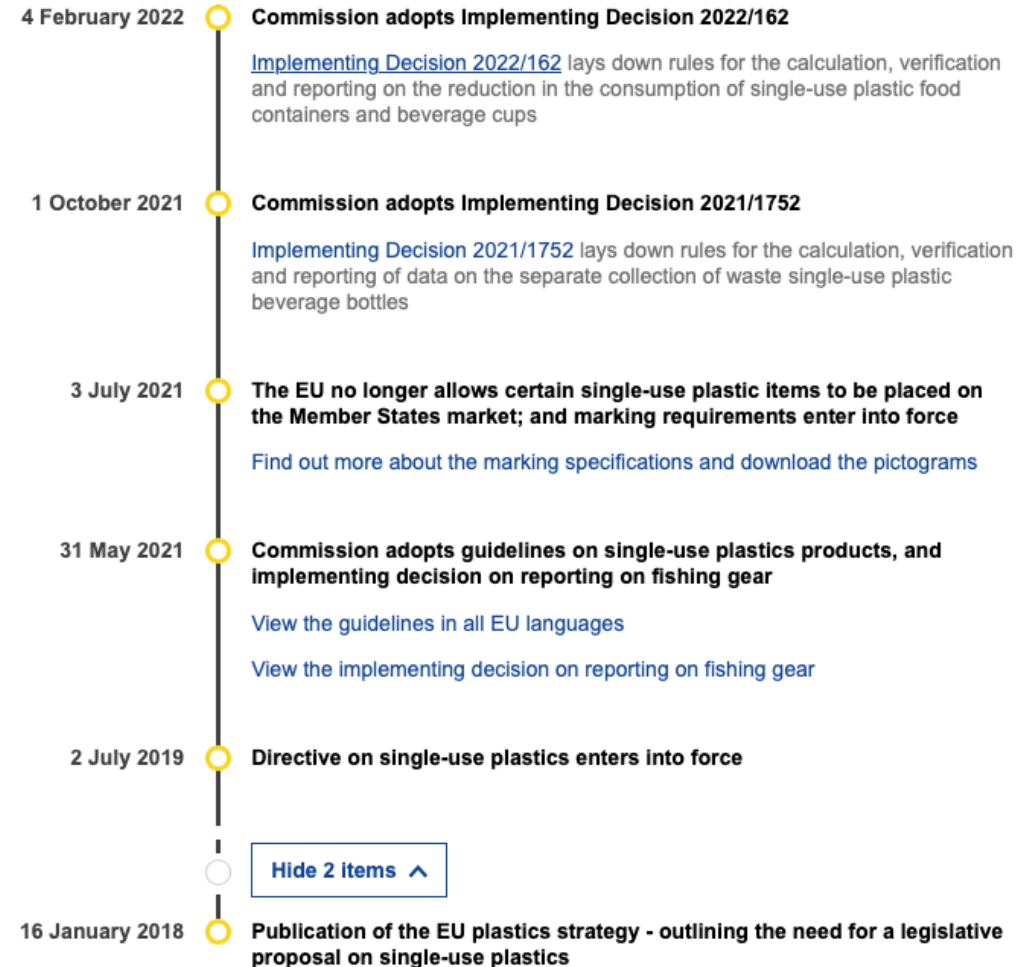 4 February 2022
Commission adopts Implementing Decision 2022/162
Implementing Decision 2022/162 lays down rules for the calculation, verification
and reporting on the reduction in the consumption of single-use plastic food
containers and beverage cups
1 October 2021
Commission adopts Implementing Decision 2021/1752
Implementing Decision 2021/1752 lays down rules for the calculation, verification
and reporting of data on the separate collection of waste single-use plastic
beverage bottles
3 July 2021
The EU no longer allows certain single-use plastic items to be placed on
the Member States market; and marking requirements enter into force
Find out more about the marking specifications and download the pictograms
31 May 2021
Commission adopts guidelines on single-use plastics products, and
implementing decision on reporting on fishing gear
View the guidelines in all EU languages
View the implementing decision on reporting on fishing gear
2 July 2019
Directive on single-use plastics enters into force
Hide 2 items
16 January 2018
Publication of the EU plastics strategy - outlining the need for a legislative
proposal on single-use plastics